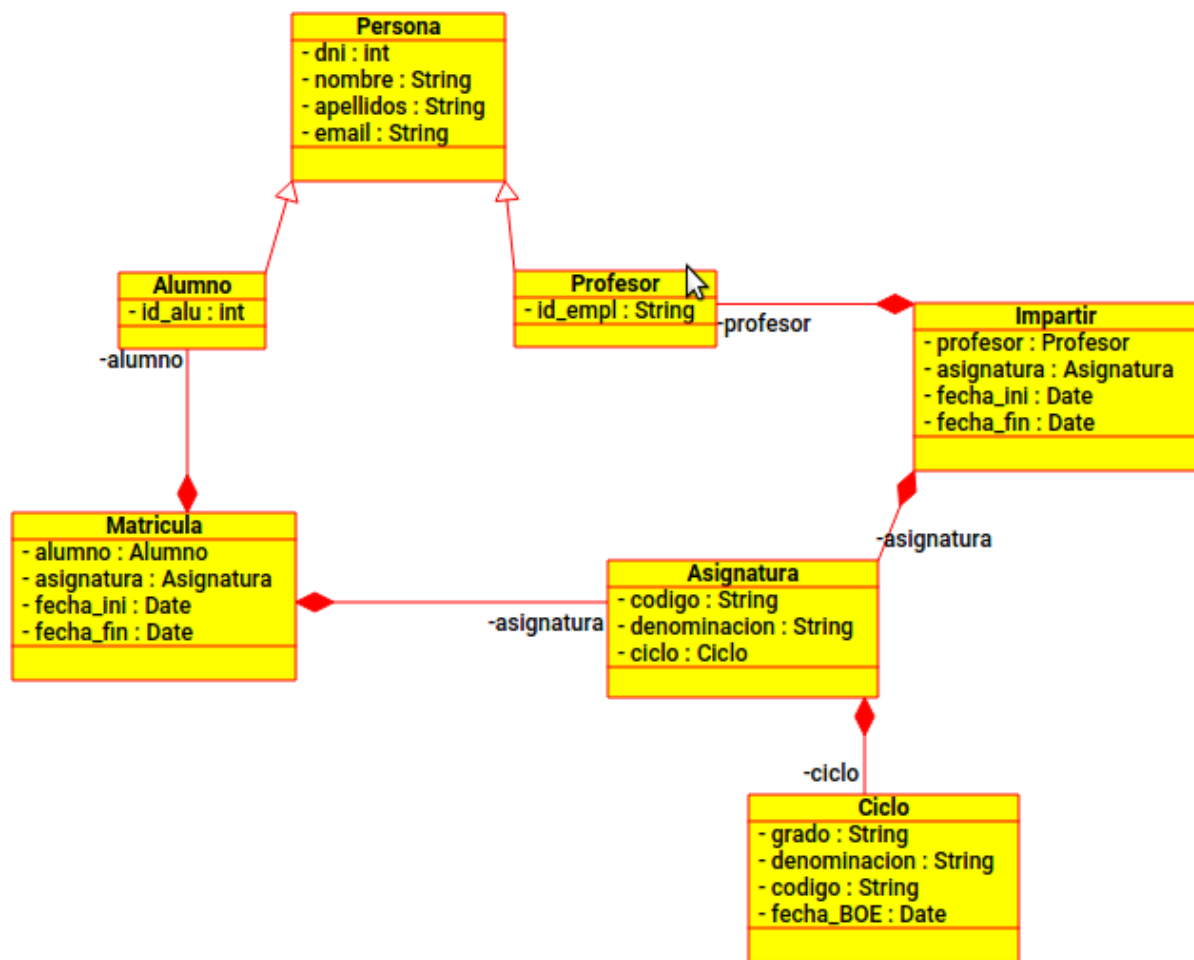 Persona
- dni : int
- nombre : String
- apellidos : String
- email : String
Alumno
- id_alu : int
-alumno
Profesor
- id_empl : String
-profesor
Impartir
- profesor : Profesor
- asignatura : Asignatura
- fecha_ini : Date
- fecha_fin : Date
-asignatura
Matricula
- alumno : Alumno
- asignatura : Asignatura
- fecha_ini : Date
- fecha_fin : Date
-asignatura
Asignatura
- codigo : String
- denominacion : String
- ciclo : Ciclo
-ciclo
Ciclo
- grado : String
- denominacion : String
- codigo : String
- fecha_BOE : Date